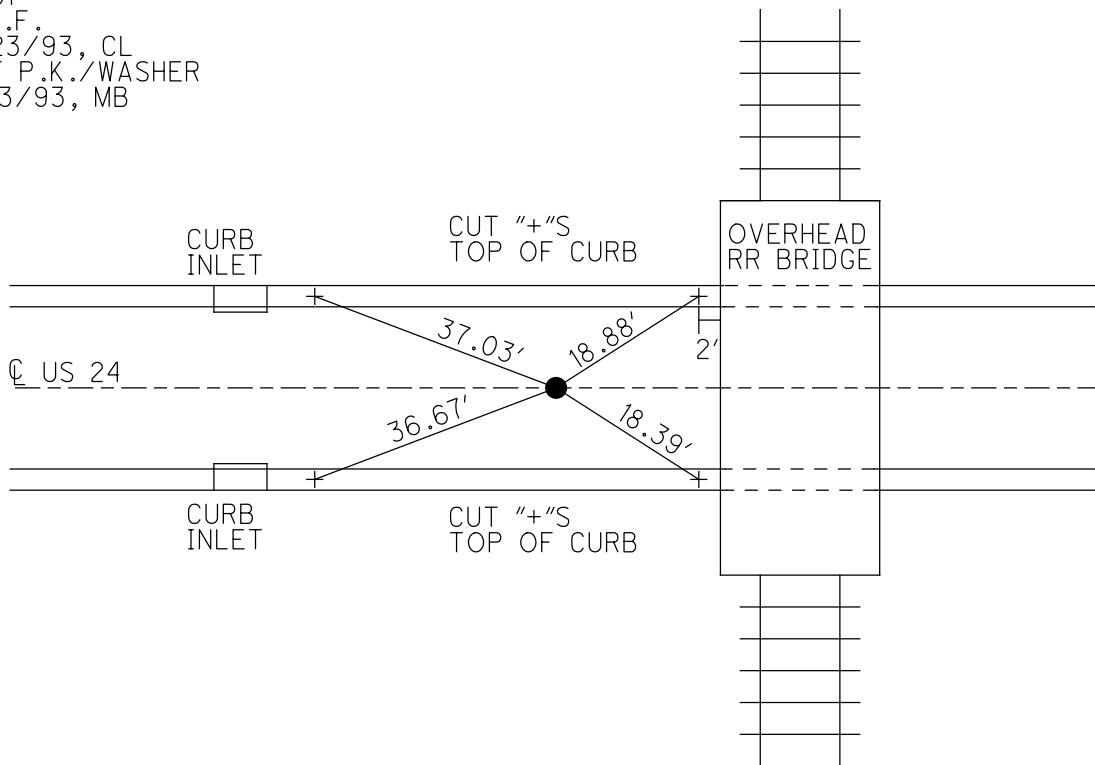 .F.
23/93, CL
P.K./WASHER
3/93, MB
CURB
INLET
CUT "+"S
TOP OF CURB
OVERHEAD
RR BRIDGE
37.03'
18.88'
2'
℄ US 24
36.67'
18.39'
CURB
INLET
CUT "+"S
TOP OF CURB